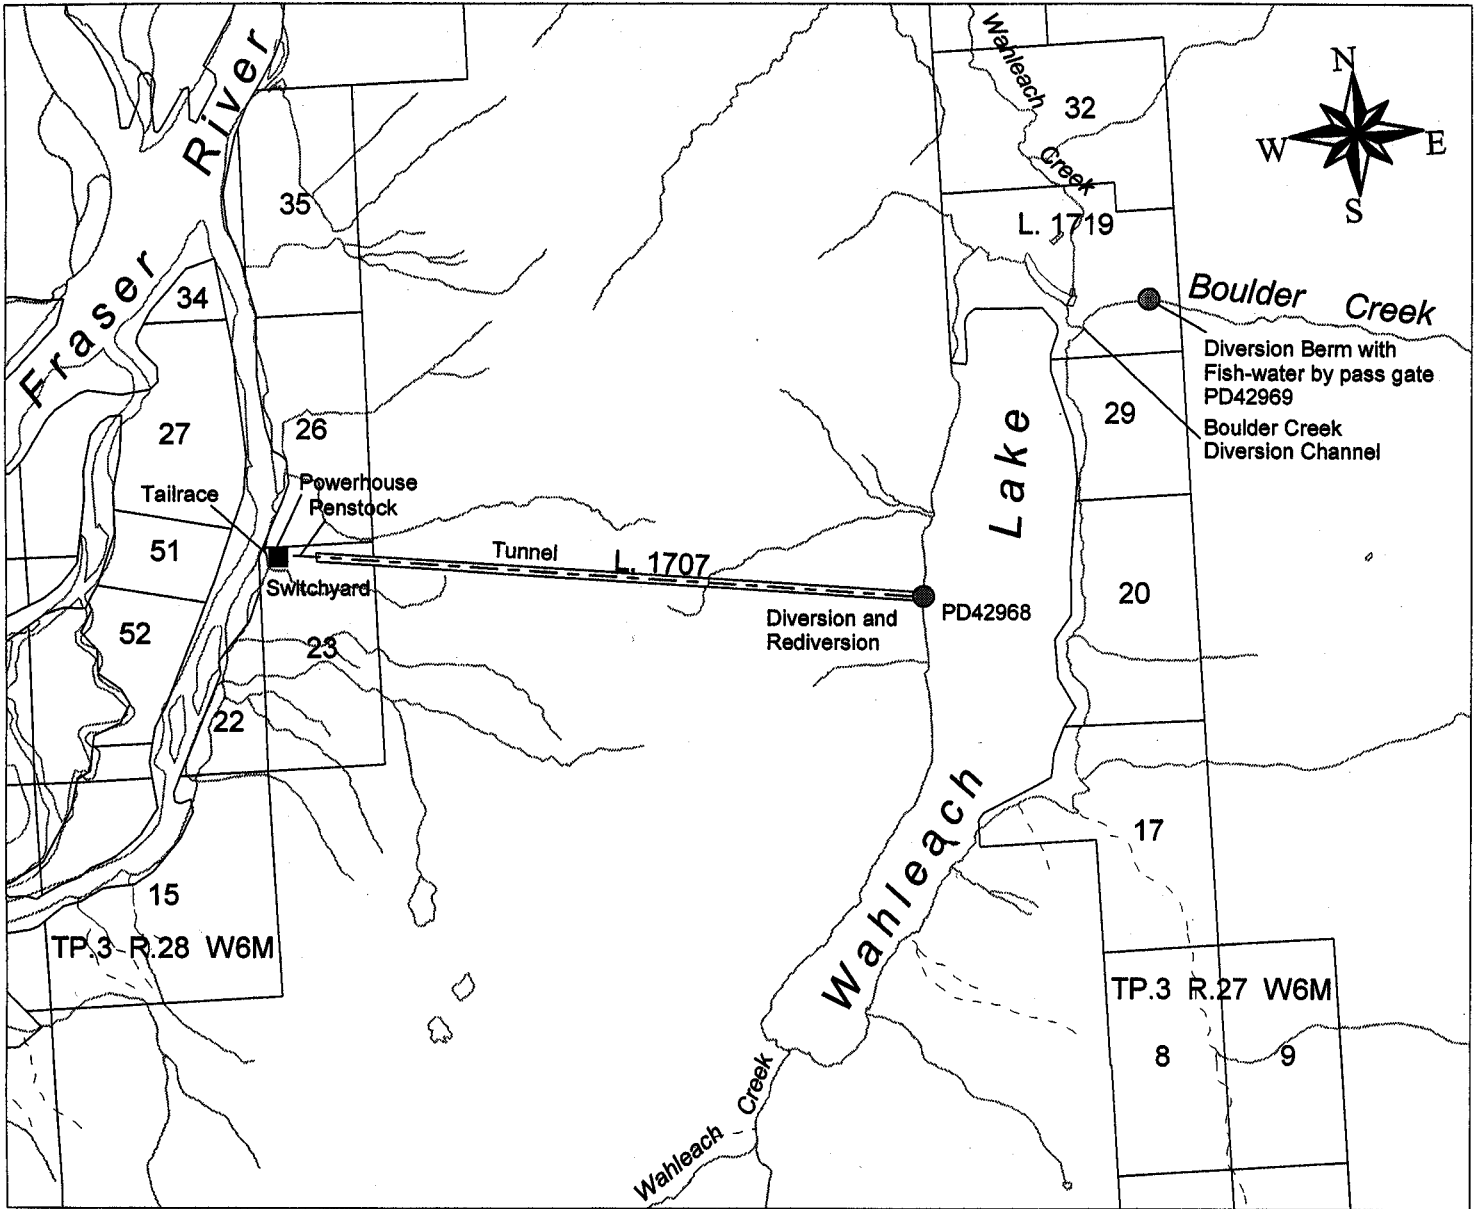 Fraser River
Wahleach Creek
32
N
W E
S
35
L. 1719
34
Boulder Creek
Diversion Berm with
Fish-water by pass gate
PD42969
Boulder Creek
Diversion Channel
29
27
26
Powerhouse
Penstock
Tailrace
51
Tunnel
L. 1707
Switchyard
Diversion and
Rediversion
PD42968
20
52
23
22
Wahleach Lake
17
15
TP.3 R.28 W6M
TP.3 R.27 W6M
8
9
Wahleach Creek